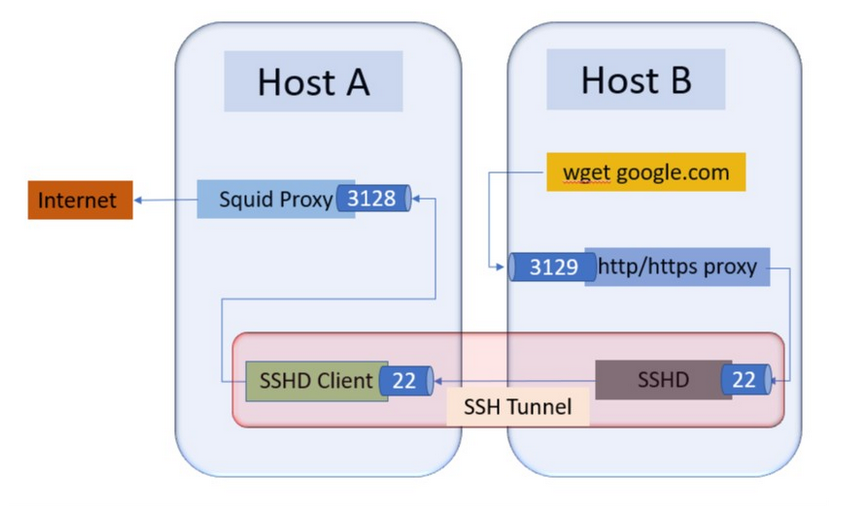 Host A
Host B
wget google.com
Internet
Squid Proxy
3128
3129
http/https proxy
SSHD Client
22
SSHD
22
SSH Tunnel